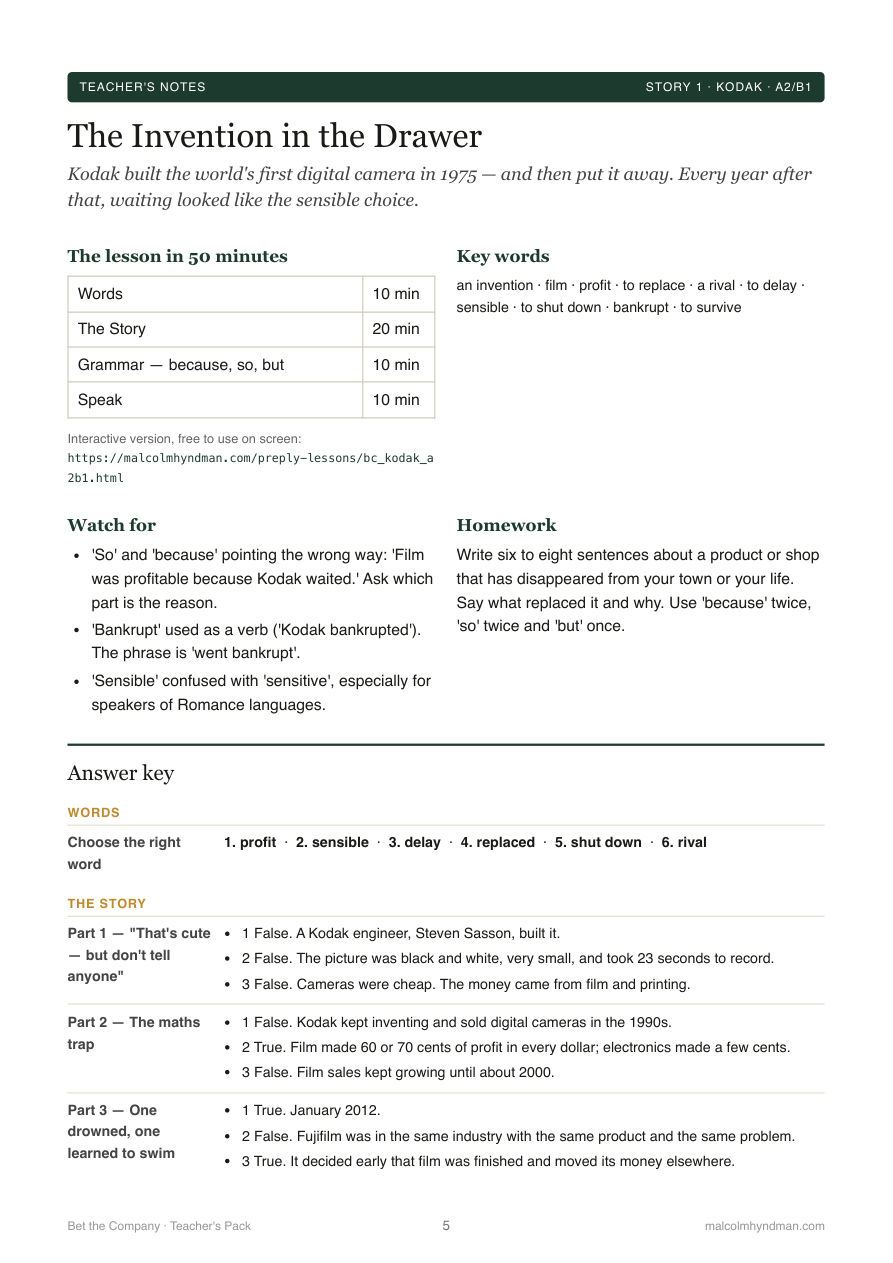 TEACHER'S NOTES
STORY 1 · KODAK · A2/B1
The Invention in the Drawer
Kodak built the world's first digital camera in 1975 — and then put it away. Every year after
that, waiting looked like the sensible choice.
The lesson in 50 minutes
Words 10 min
The Story 20 min
Grammar — because, so, but 10 min
Speak 10 min
Interactive version, free to use on screen:
https://malcolmhyndman.com/preply-lessons/bc_kodak_a
2b1.html
Key words
an invention · film · profit · to replace · a rival · to delay ·
sensible · to shut down · bankrupt · to survive
Watch for
• 'So' and 'because' pointing the wrong way: 'Film
was profitable because Kodak waited.' Ask which
part is the reason.
• 'Bankrupt' used as a verb ('Kodak bankrupted').
The phrase is 'went bankrupt'.
• 'Sensible' confused with 'sensitive', especially for
speakers of Romance languages.
Homework
Write six to eight sentences about a product or shop
that has disappeared from your town or your life.
Say what replaced it and why. Use 'because' twice,
'so' twice and 'but' once.
Answer key
WORDS
Choose the right
word
1. profit · 2. sensible · 3. delay · 4. replaced · 5. shut down · 6. rival
THE STORY
Part 1 — "That's cute
— but don't tell
anyone"
• 1 False. A Kodak engineer, Steven Sasson, built it.
• 2 False. The picture was black and white, very small, and took 23 seconds to record.
• 3 False. Cameras were cheap. The money came from film and printing.
Part 2 — The maths
trap
• 1 False. Kodak kept inventing and sold digital cameras in the 1990s.
• 2 True. Film made 60 or 70 cents of profit in every dollar; electronics made a few cents.
• 3 False. Film sales kept growing until about 2000.
Part 3 — One
drowned, one
learned to swim
• 1 True. January 2012.
• 2 False. Fujifilm was in the same industry with the same product and the same problem.
• 3 True. It decided early that film was finished and moved its money elsewhere.
Bet the Company · Teacher's Pack
5
malcolmhyndman.com